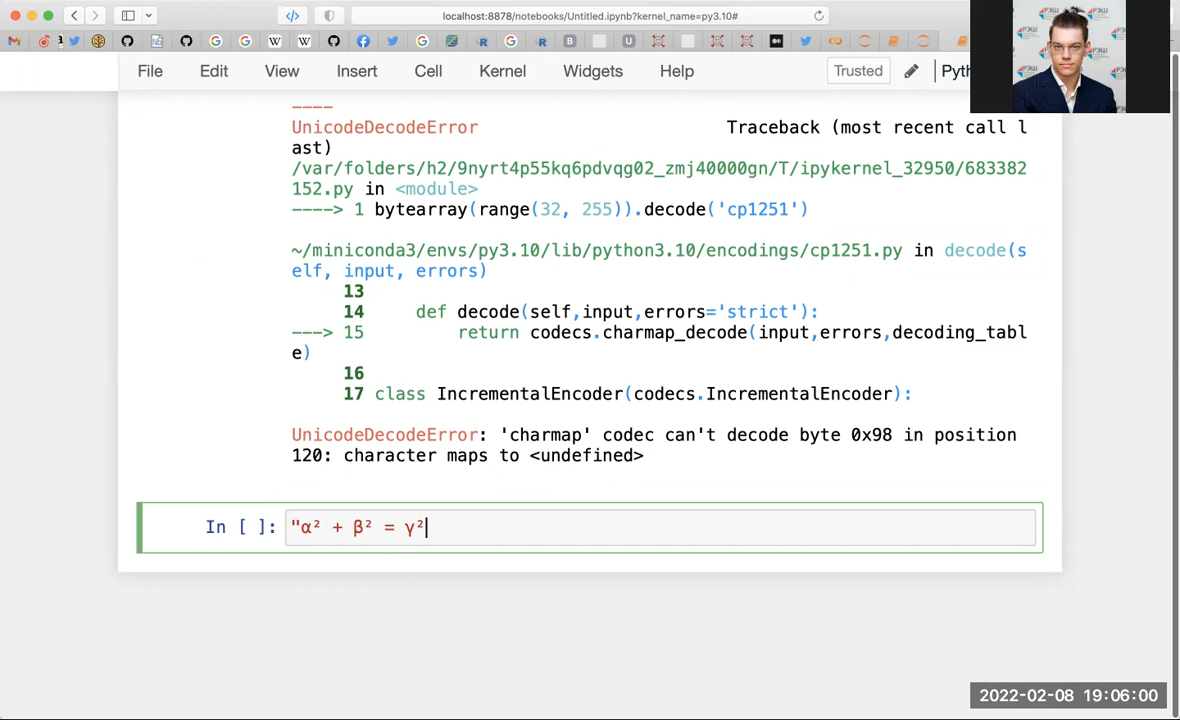 localhost:8878/notebooks/Untitled.ipynb?kernel_name=py3.10#
File Edit View Insert Cell Kernel Widgets Help Trusted
----
UnicodeDecodeError Traceback (most recent call l
ast)
/var/folders/h2/9nyrt4p55kq6pdvqg02_zmj40000gn/T/ipykernel_32950/683382
152.py in <module>
----> 1 bytearray(range(32, 255)).decode('cp1251')
~/miniconda3/envs/py3.10/lib/python3.10/encodings/cp1251.py in decode(s
elf, input, errors)
13
14 def decode(self,input,errors='strict'):
---> 15 return codecs.charmap_decode(input,errors,decoding_tabl
e)
16
17 class IncrementalEncoder(codecs.IncrementalEncoder):
UnicodeDecodeError: 'charmap' codec can't decode byte 0x98 in position
120: character maps to <undefined>
In [ ]: "α² + β² = γ²
РЭШ
РЭШ
РЭШ
2022-02-08 19:06:00